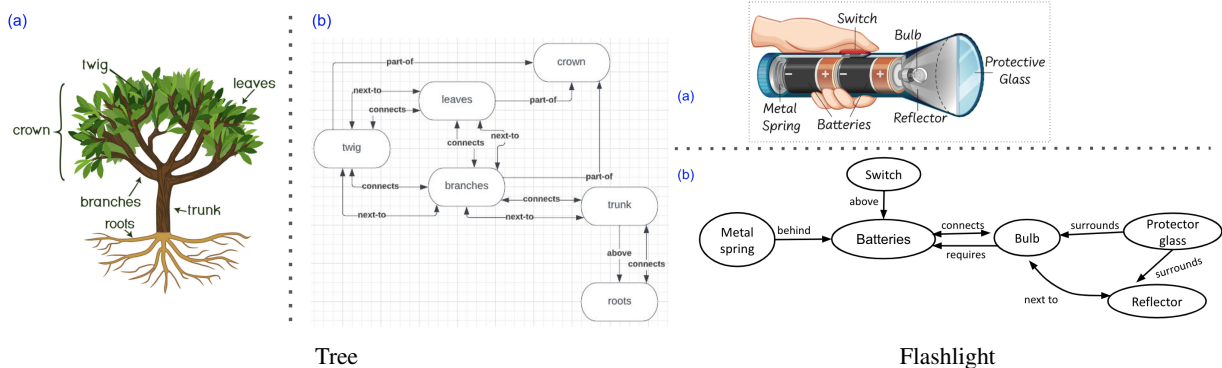 (a)
twig
leaves
crown
branches
trunk
roots
(b)
crown
part-of
next-to
leaves
part-of
connects
next-to
twig
connects
branches
part-of
connects
connects
trunk
next-to
next-to
above
connects
roots
Tree
(a)
Switch
Bulb
Protective
Glass
Metal
Spring
Batteries
Reflector
(b)
Switch
above
Metal
spring
behind
Batteries
connects
requires
Bulb
surrounds
Protector
glass
surrounds
next to
Reflector
Flashlight